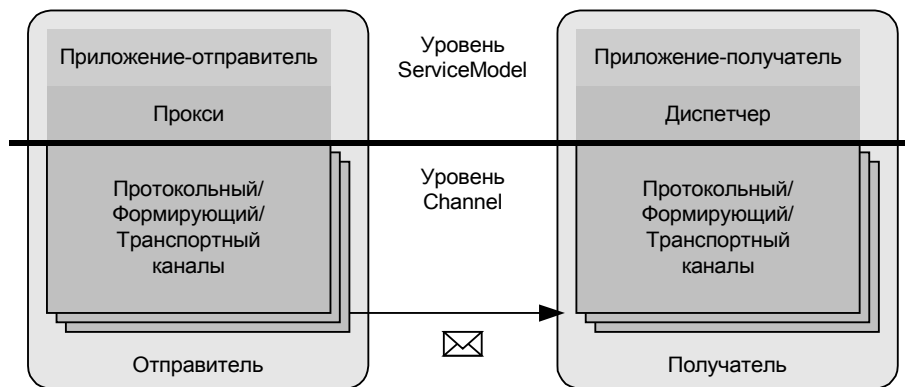 Приложение-отправитель
Уровень
ServiceModel
Приложение-получатель
Прокси
Диспетчер
Протокольный/
Формирующий/
Транспортный
каналы
Уровень
Channel
Протокольный/
Формирующий/
Транспортный
каналы
Отправитель
Получатель